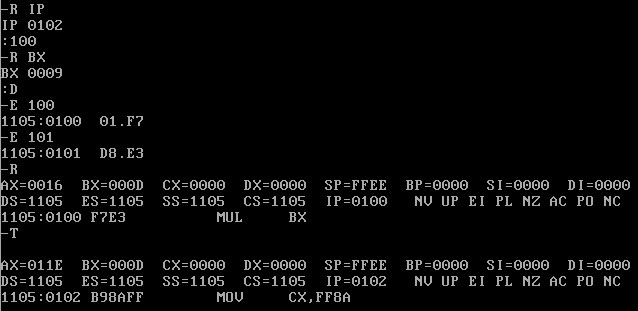 -R IP
IP 0102
:100
-R BX
BX 0009
:D
-E 100
1105:0100  01.F7
-E 101
1105:0101  D8.E3
-R
AX=0016  BX=000D  CX=0000  DX=0000  SP=FFEE  BP=0000  SI=0000  DI=0000
DS=1105  ES=1105  SS=1105  CS=1105  IP=0100   NV UP EI PL NZ AC PO NC
1105:0100 F7E3          MUL     BX
-T
AX=011E  BX=000D  CX=0000  DX=0000  SP=FFEE  BP=0000  SI=0000  DI=0000
DS=1105  ES=1105  SS=1105  CS=1105  IP=0102   NV UP EI PL NZ AC PO NC
1105:0102 B98AFF        MOV     CX,FF8A